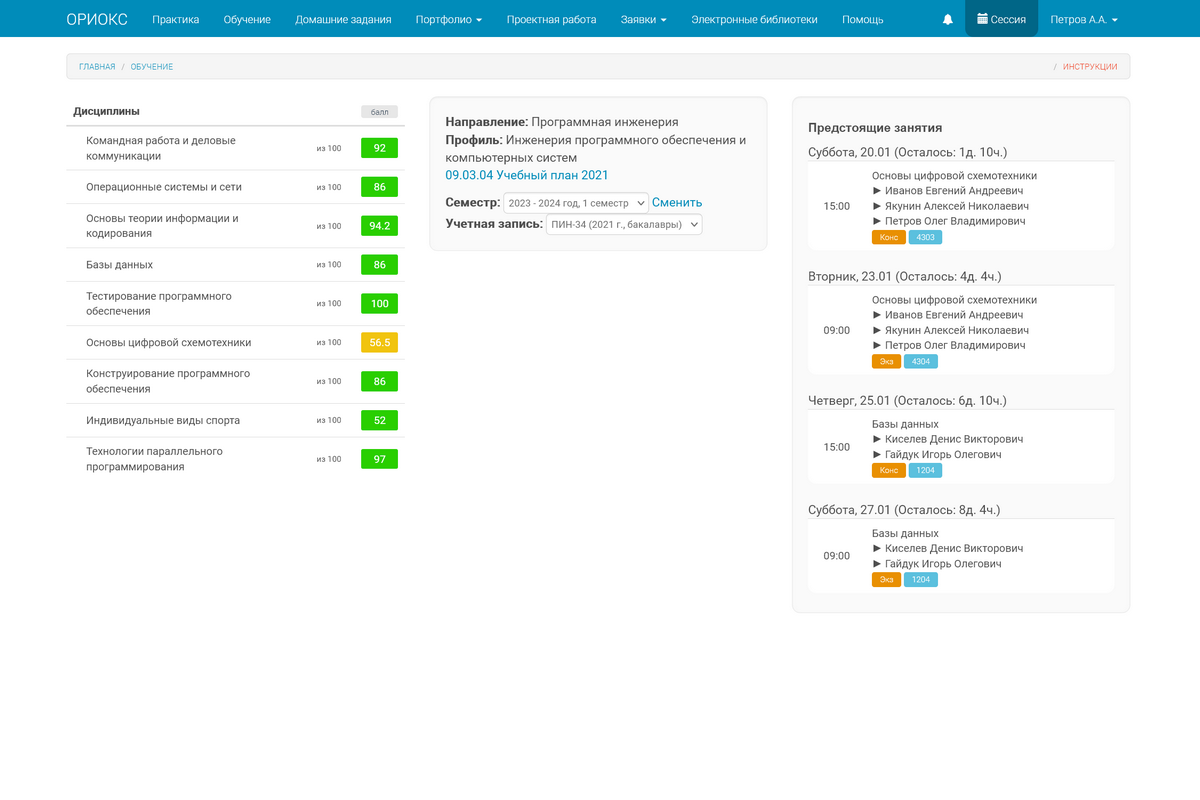 ОРИОКС Практика Обучение Домашние задания Портфолио Проектная работа Заявки Электронные библиотеки Помощь Сессия Петров А.А.
ГЛАВНАЯ / ОБУЧЕНИЕ / ИНСТРУКЦИИ
Дисциплины балл
Командная работа и деловые
коммуникации
из 100 92
Операционные системы и сети из 100 86
Основы теории информации и
кодирования
из 100 94.2
Базы данных из 100 86
Тестирование программного
обеспечения
из 100 100
Основы цифровой схемотехники из 100 56.5
Конструирование программного
обеспечения
из 100 86
Индивидуальные виды спорта из 100 52
Технологии параллельного
программирования
из 100 97
Направление: Программная инженерия
Профиль: Инженерия программного обеспечения и
компьютерных систем
09.03.04 Учебный план 2021
Семестр: 2023 - 2024 год, 1 семестр Сменить
Учетная запись: ПИН-34 (2021 г., бакалавры)
Предстоящие занятия
Суббота, 20.01 (Осталось: 1д. 10ч.)
15:00
Основы цифровой схемотехники
▶ Иванов Евгений Андреевич
▶ Якунин Алексей Николаевич
▶ Петров Олег Владимирович
Конс 4303
Вторник, 23.01 (Осталось: 4д. 4ч.)
09:00
Основы цифровой схемотехники
▶ Иванов Евгений Андреевич
▶ Якунин Алексей Николаевич
▶ Петров Олег Владимирович
Экз 4304
Четверг, 25.01 (Осталось: 6д. 10ч.)
15:00
Базы данных
▶ Киселев Денис Викторович
▶ Гайдук Игорь Олегович
Конс 1204
Суббота, 27.01 (Осталось: 8д. 4ч.)
09:00
Базы данных
▶ Киселев Денис Викторович
▶ Гайдук Игорь Олегович
Экз 1204